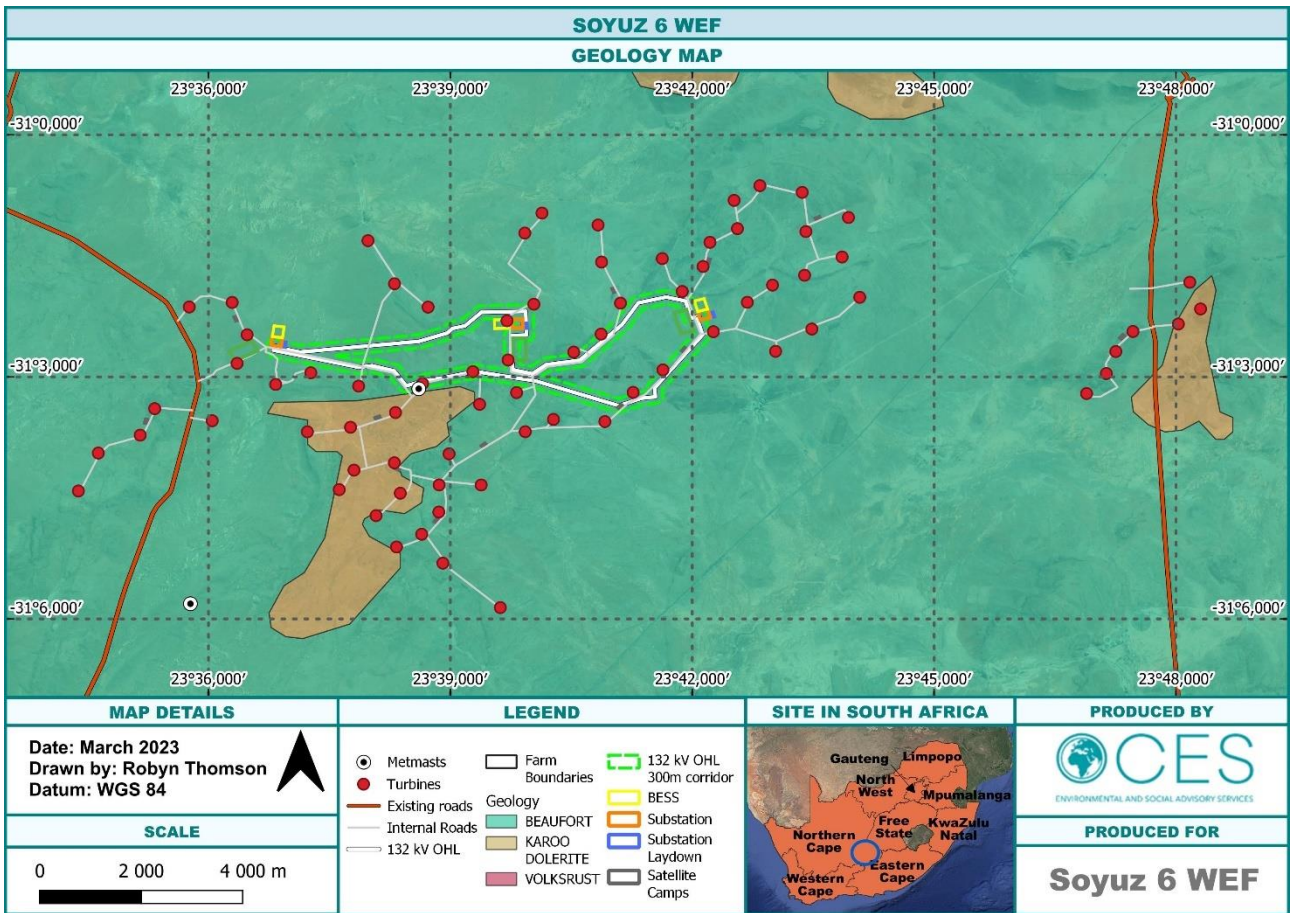 SOYUZ 6 WEF
GEOLOGY MAP
23°36,000′
23°39,000′
23°42,000′
23°45,000′
23°48,000′
-31°0,000′
-31°0,000′
-31°3,000′
-31°3,000′
-31°6,000′
-31°6,000′
23°36,000′
23°39,000′
23°42,000′
23°45,000′
23°48,000′
MAP DETAILS
Date: March 2023
Drawn by: Robyn Thomson
Datum: WGS 84
SCALE
0
2 000
4 000 m
LEGEND
Metmasts
Turbines
Existing roads
Internal Roads
132 kV OHL
Farm
Boundaries
Geology
BEAUFORT
KAROO
DOLERITE
VOLKSRUST
132 kV OHL
300m corridor
BESS
Substation
Substation
Laydown
Satellite
Camps
SITE IN SOUTH AFRICA
Gauteng
Limpopo
North
West
Mpumalanga
Free
State
KwaZulu
Natal
Northern
Cape
Eastern
Cape
Western
Cape
PRODUCED BY
CES
ENVIRONMENTAL AND SOCIAL ADVISORY SERVICES
PRODUCED FOR
Soyuz 6 WEF